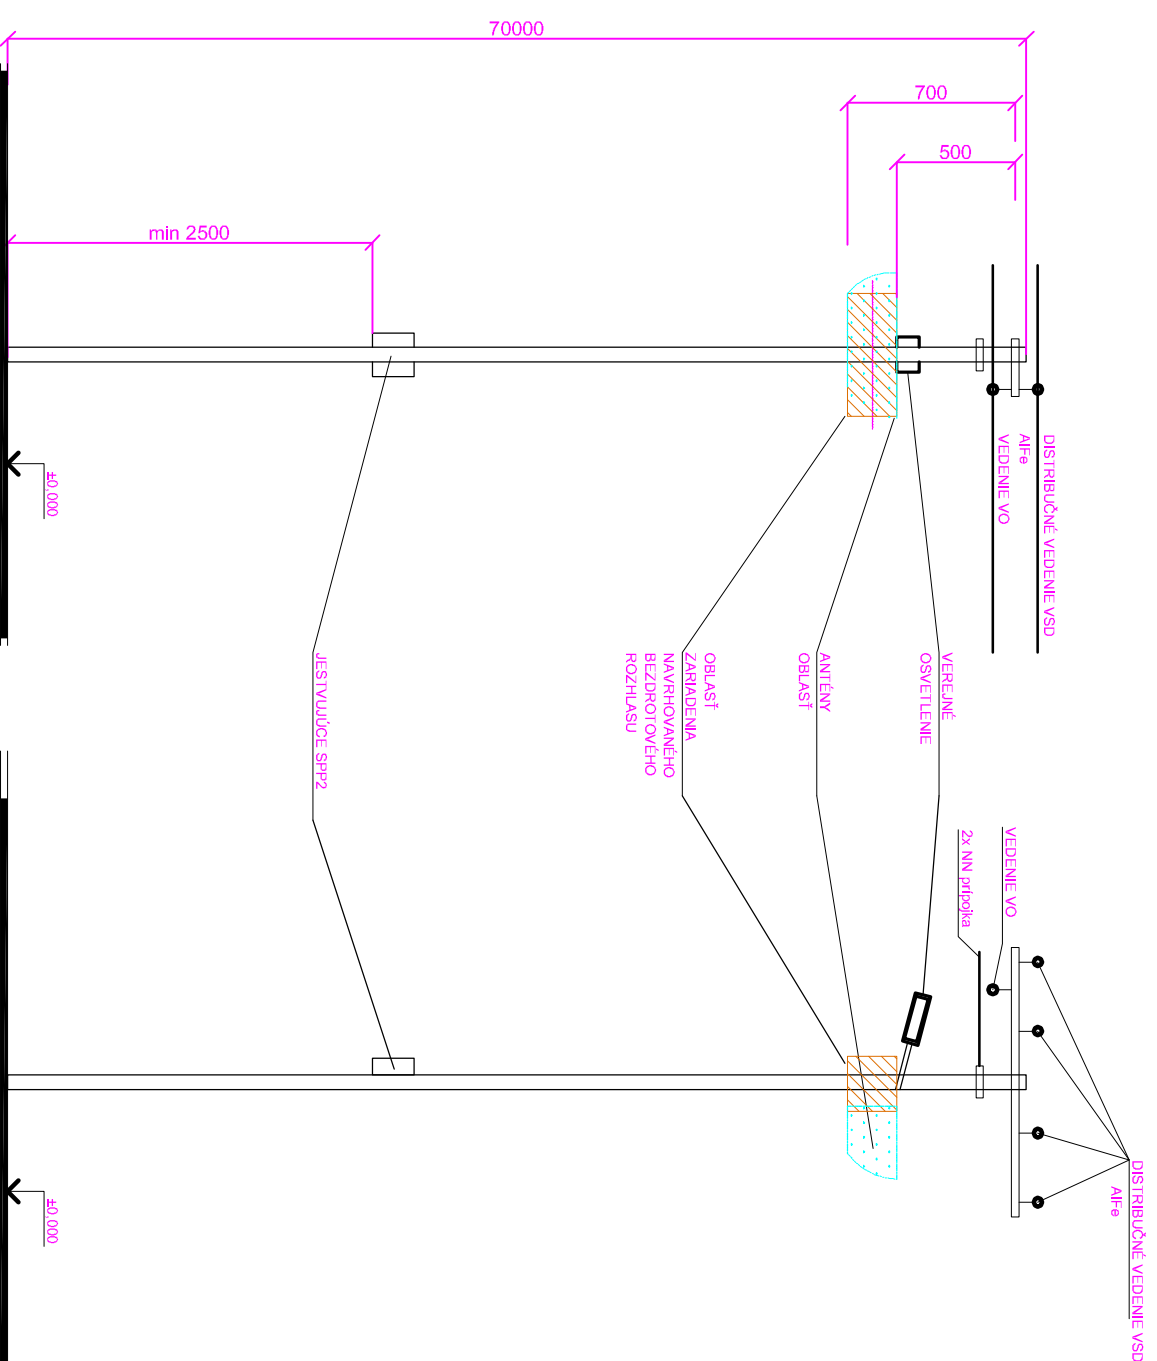 70000
700
500
min 2500
DISTRIBUČNÉ VEDENIE VSD
AlFe
VEDENIE VO
±0,000
VEREJNÉ
OSVETLENIE
ANTÉNY
OBLASŤ
OBLASŤ
ZARIADENIA
NAVRHOVANÉHO
BEZDROTOVÉHO
ROZHLASU
JESTVUJÚCE SPP2
VEDENIE VO
2x NN prípojka
DISTRIBUČNÉ VEDENIE VSD
AlFe
±0,000